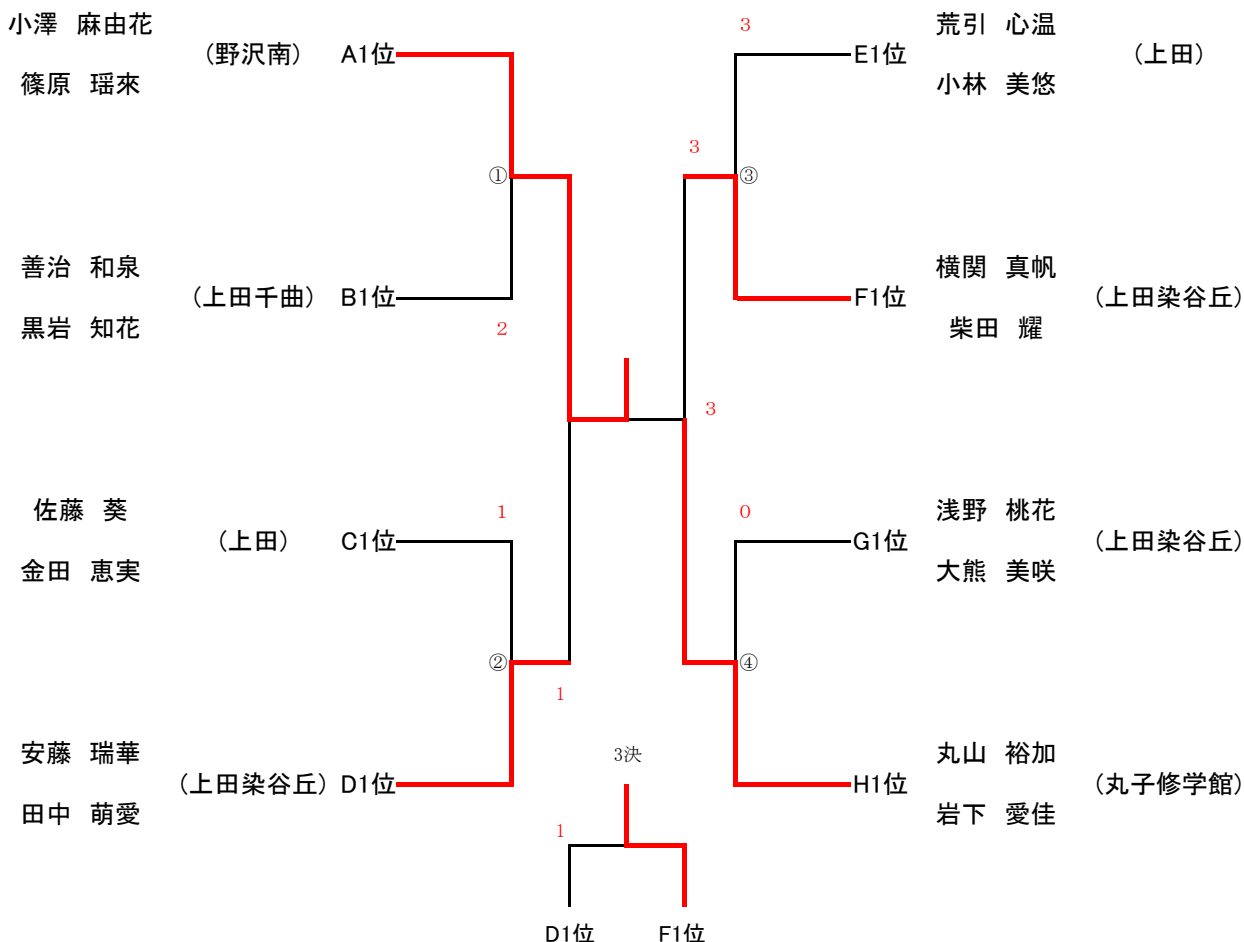 小澤 麻由花
篠原 瑶來
(野沢南) A1位
①
善治 和泉
黒岩 知花
(上田千曲) B1位
2
佐藤 葵
金田 恵実
(上田) C1位
1
②
1
安藤 瑞華
田中 萌愛
(上田染谷丘) D1位
3
荒引 心温
小林 美悠
E1位 (上田)
3
③
横関 真帆
柴田 耀
F1位 (上田染谷丘)
3
0
浅野 桃花
大熊 美咲
G1位 (上田染谷丘)
④
丸山 裕加
岩下 愛佳
H1位 (丸子修学館)
3決
1
D1位 F1位